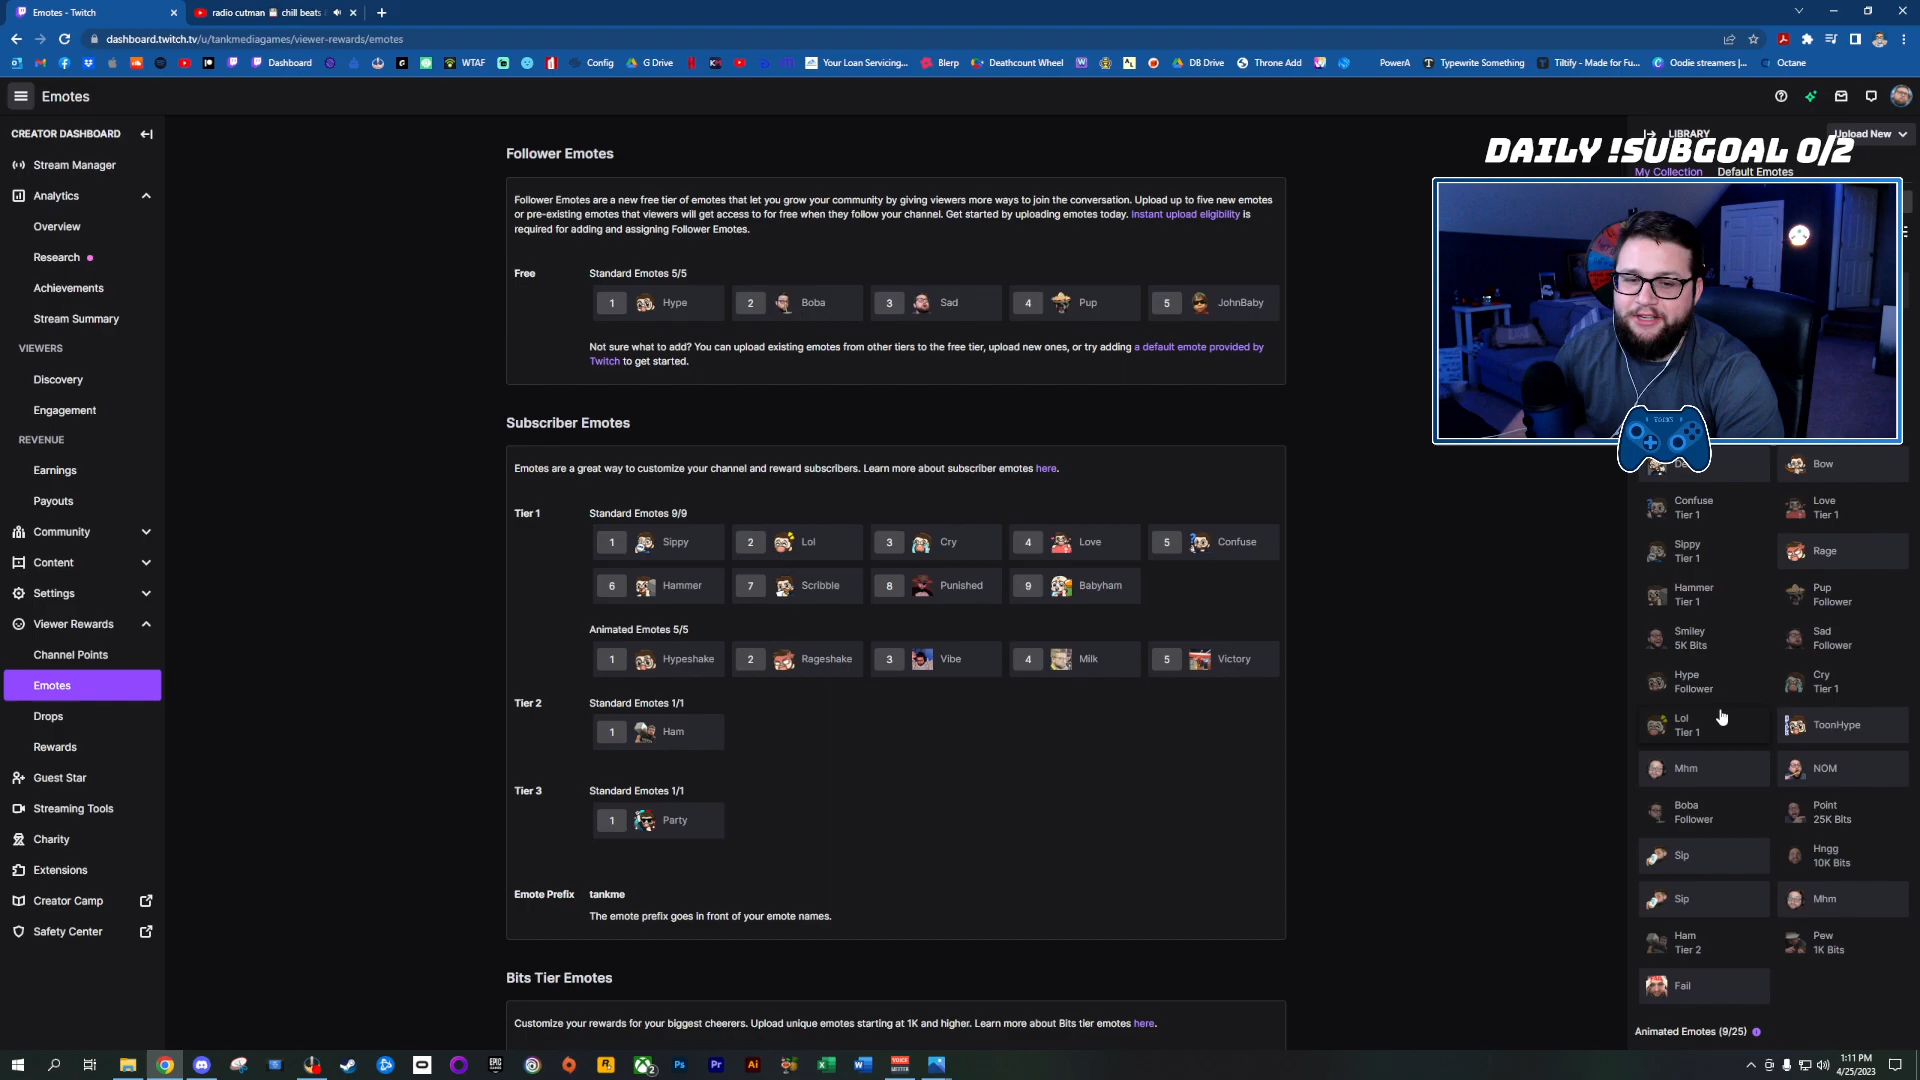 Emotes - Twitch
radio cutman 💾 chill beats
dashboard.twitch.tv/u/tankmediagames/viewer-rewards/emotes
Dashboard
WTAF
Config
G Drive
Your Loan Servicing...
Blerp
Deathcount Wheel
DB Drive
Throne Add
PowerA
Typewrite Something
Tiltify - Made for Fu...
Oodie streamers |...
Octane
Emotes
CREATOR DASHBOARD
Stream Manager
Analytics
Overview
Research
Achievements
Stream Summary
VIEWERS
Discovery
Engagement
REVENUE
Earnings
Payouts
Community
Content
Settings
Viewer Rewards
Channel Points
Emotes
Drops
Rewards
Guest Star
Streaming Tools
Charity
Extensions
Creator Camp
Safety Center
Follower Emotes
Follower Emotes are a new free tier of emotes that let you grow your community by giving viewers more ways to join the conversation. Upload up to five new emotes
or pre-existing emotes that viewers will get access to for free when they follow your channel. Get started by uploading emotes today. Instant upload eligibility is
required for adding and assigning Follower Emotes.
Free
Standard Emotes 5/5
1 Hype 2 Boba 3 Sad 4 Pup 5 JohnBaby
Not sure what to add? You can upload existing emotes from other tiers to the free tier, upload new ones, or try adding a default emote provided by
Twitch to get started.
Subscriber Emotes
Emotes are a great way to customize your channel and reward subscribers. Learn more about subscriber emotes here.
Tier 1
Standard Emotes 9/9
1 Sippy 2 Lol 3 Cry 4 Love 5 Confuse
6 Hammer 7 Scribble 8 Punished 9 Babyham
Animated Emotes 5/5
1 Hypeshake 2 Rageshake 3 Vibe 4 Milk 5 Victory
Tier 2
Standard Emotes 1/1
1 Ham
Tier 3
Standard Emotes 1/1
1 Party
Emote Prefix tankme
The emote prefix goes in front of your emote names.
Bits Tier Emotes
Customize your rewards for your biggest cheerers. Upload unique emotes starting at 1K and higher. Learn more about Bits tier emotes here.
LIBRARY
Upload New
DAILY !SUBGOAL 0/2
My Collection Default Emotes
Bow
Confuse
Tier 1
Love
Tier 1
Sippy
Tier 1
Rage
Hammer
Tier 1
Pup
Follower
Smiley
5K Bits
Sad
Follower
Hype
Follower
Cry
Tier 1
Lol
Tier 1
ToonHype
Mhm
NOM
Boba
Follower
Point
25K Bits
Sip
Hngg
10K Bits
Sip
Mhm
Ham
Tier 2
Pew
1K Bits
Fail
Animated Emotes (9/25)
1:11 PM
4/25/2023